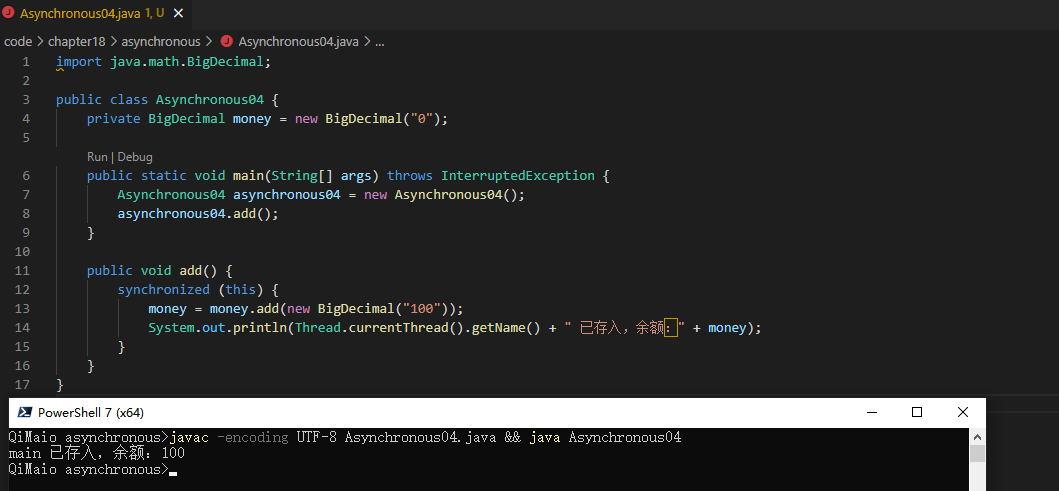 Asynchronous04.java 1, U ×
code > chapter18 > asynchronous > Asynchronous04.java > ...
1 import java.math.BigDecimal;
2
3 public class Asynchronous04 {
4 private BigDecimal money = new BigDecimal("0");
5
Run | Debug
6 public static void main(String[] args) throws InterruptedException {
7 Asynchronous04 asynchronous04 = new Asynchronous04();
8 asynchronous04.add();
9 }
10
11 public void add() {
12 synchronized (this) {
13 money = money.add(new BigDecimal("100"));
14 System.out.println(Thread.currentThread().getName() + " 已存入，余额：" + money);
15 }
16 }
17 }
PowerShell 7 (x64)
QiMaio asynchronous>javac -encoding UTF-8 Asynchronous04.java && java Asynchronous04
main 已存入，余额：100
QiMaio asynchronous>